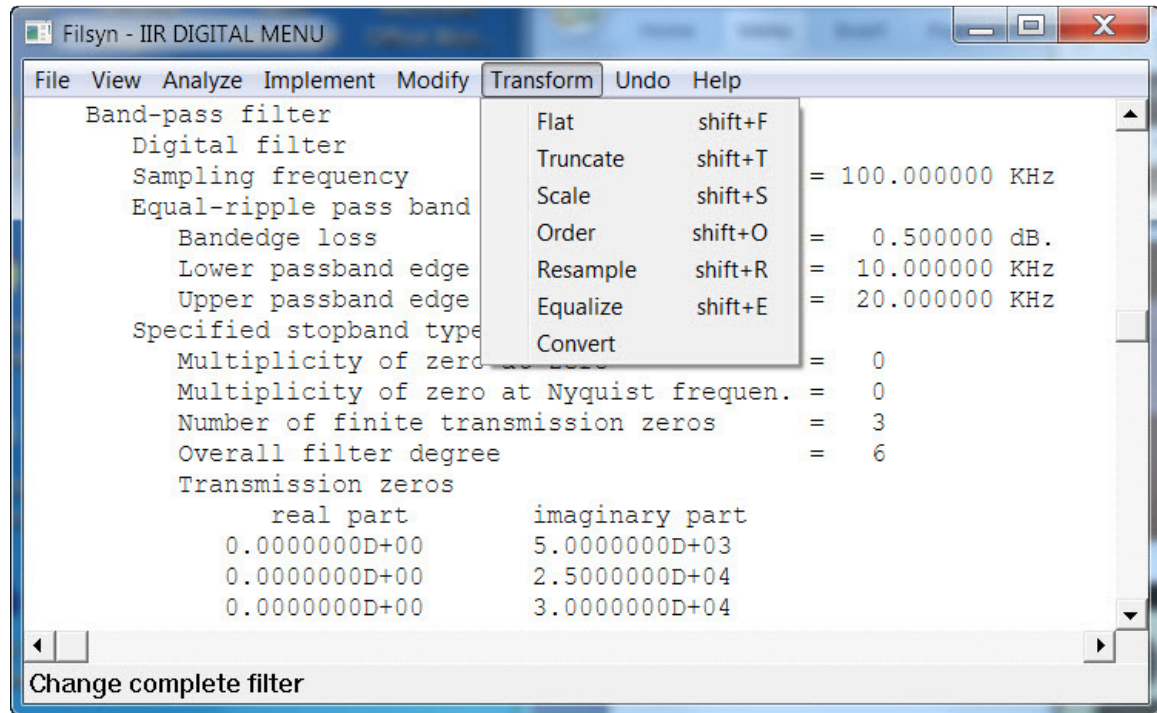 Filsyn - IIR DIGITAL MENU
File View Analyze Implement Modify Transform Undo Help
Band-pass filter
Digital filter
Sampling frequency = 100.000000 KHz
Equal-ripple pass band
Bandedge loss = 0.500000 dB.
Lower passband edge = 10.000000 KHz
Upper passband edge = 20.000000 KHz
Specified stopband type
Multiplicity of zero at zero = 0
Multiplicity of zero at Nyquist frequen. = 0
Number of finite transmission zeros = 3
Overall filter degree = 6
Transmission zeros
real part imaginary part
0.0000000D+00 5.0000000D+03
0.0000000D+00 2.5000000D+04
0.0000000D+00 3.0000000D+04
Flat shift+F
Truncate shift+T
Scale shift+S
Order shift+O
Resample shift+R
Equalize shift+E
Convert
Change complete filter